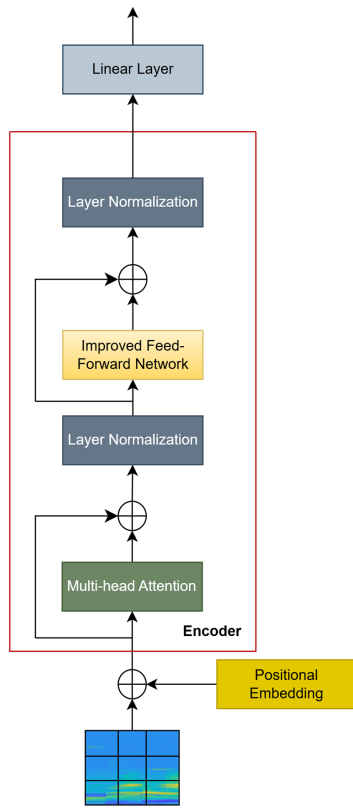 Linear Layer
Layer Normalization
Improved Feed-
Forward Network
Layer Normalization
Multi-head Attention
Encoder
Positional
Embedding